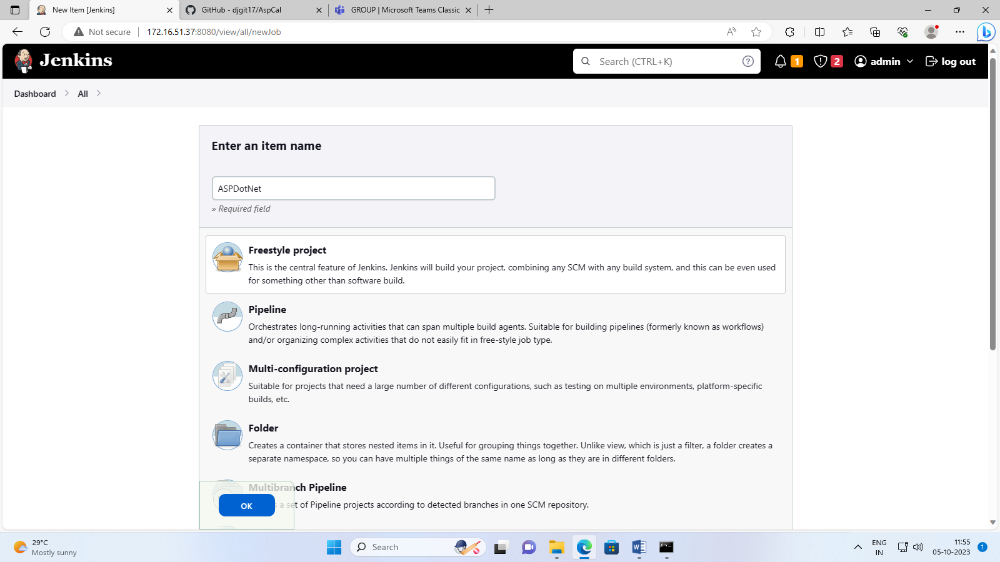 New Item [Jenkins]
GitHub - djgit17/AspCal
GROUP | Microsoft Teams Classic
Not secure
172.16.51.37:8080/view/all/newJob
Jenkins
Search (CTRL+K)
1
2
admin
log out
Dashboard
All
Enter an item name
ASPDotNet
» Required field
Freestyle project
This is the central feature of Jenkins. Jenkins will build your project, combining any SCM with any build system, and this can be even used
for something other than software build.
Pipeline
Orchestrates long-running activities that can span multiple build agents. Suitable for building pipelines (formerly known as workflows)
and/or organizing complex activities that do not easily fit in free-style job type.
Multi-configuration project
Suitable for projects that need a large number of different configurations, such as testing on multiple environments, platform-specific
builds, etc.
Folder
Creates a container that stores nested items in it. Useful for grouping things together. Unlike view, which is just a filter, a folder creates a
separate namespace, so you can have multiple things of the same name as long as they are in different folders.
Multibranch Pipeline
a set of Pipeline projects according to detected branches in one SCM repository.
OK
29°C
Mostly sunny
Search
ENG
IN
11:55
05-10-2023
1